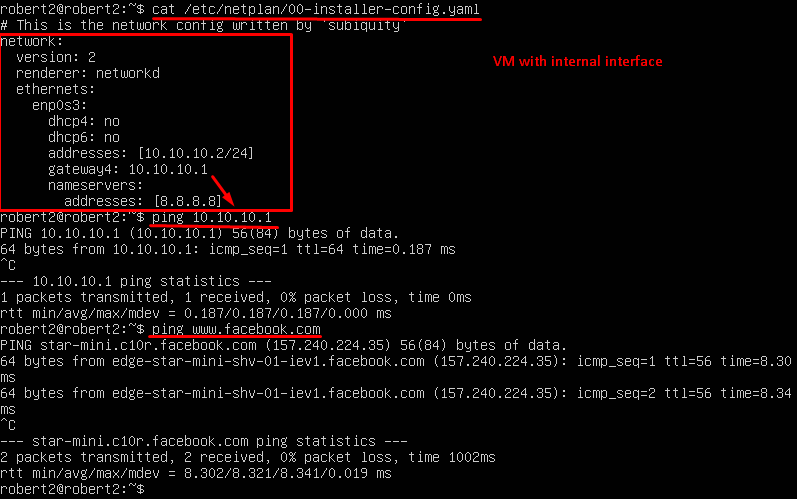 robert2@robert2:~$ cat /etc/netplan/00-installer-config.yaml
# This is the network config written by 'subiquity'
network:
  version: 2
  renderer: networkd
  ethernets:
    enp0s3:
      dhcp4: no
      dhcp6: no
      addresses: [10.10.10.2/24]
      gateway4: 10.10.10.1
      nameservers:
        addresses: [8.8.8.8]
VM with internal interface
robert2@robert2:~$ ping 10.10.10.1
PING 10.10.10.1 (10.10.10.1) 56(84) bytes of data.
64 bytes from 10.10.10.1: icmp_seq=1 ttl=64 time=0.187 ms
^C
--- 10.10.10.1 ping statistics ---
1 packets transmitted, 1 received, 0% packet loss, time 0ms
rtt min/avg/max/mdev = 0.187/0.187/0.187/0.000 ms
robert2@robert2:~$ ping www.facebook.com
PING star-mini.c10r.facebook.com (157.240.224.35) 56(84) bytes of data.
64 bytes from edge-star-mini-shv-01-iev1.facebook.com (157.240.224.35): icmp_seq=1 ttl=56 time=8.30
ms
64 bytes from edge-star-mini-shv-01-iev1.facebook.com (157.240.224.35): icmp_seq=2 ttl=56 time=8.34
ms
^C
--- star-mini.c10r.facebook.com ping statistics ---
2 packets transmitted, 2 received, 0% packet loss, time 1002ms
rtt min/avg/max/mdev = 8.302/8.321/8.341/0.019 ms
robert2@robert2:~$